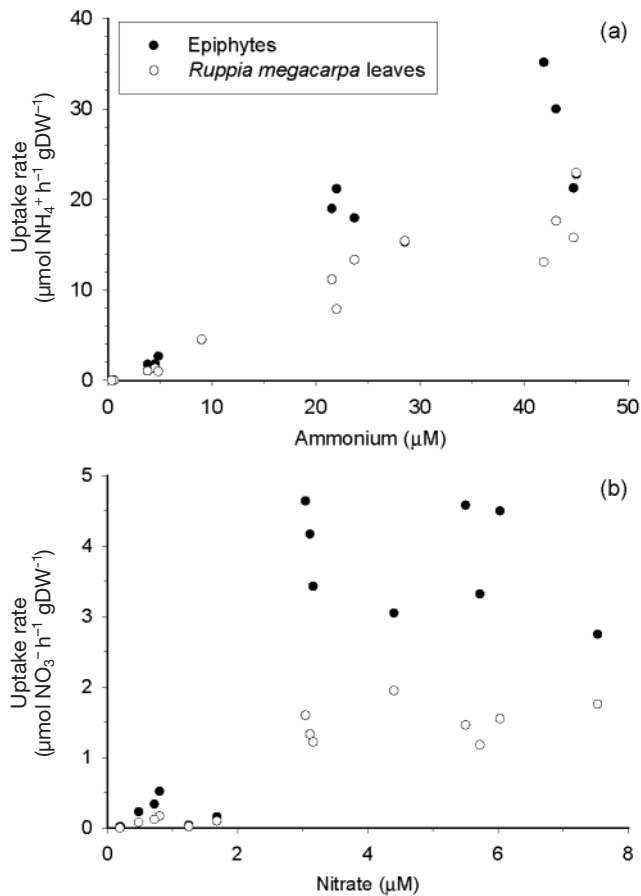 40
(a)
Epiphytes
Ruppia megacarpa leaves
30
20
10
0
Uptake rate
(µmol NH₄⁺ h⁻¹ gDW⁻¹)
0 10 20 30 40 50
Ammonium (µM)
5
(b)
4
3
2
1
0
Uptake rate
(µmol NO₃⁻ h⁻¹ gDW⁻¹)
0 2 4 6 8
Nitrate (µM)